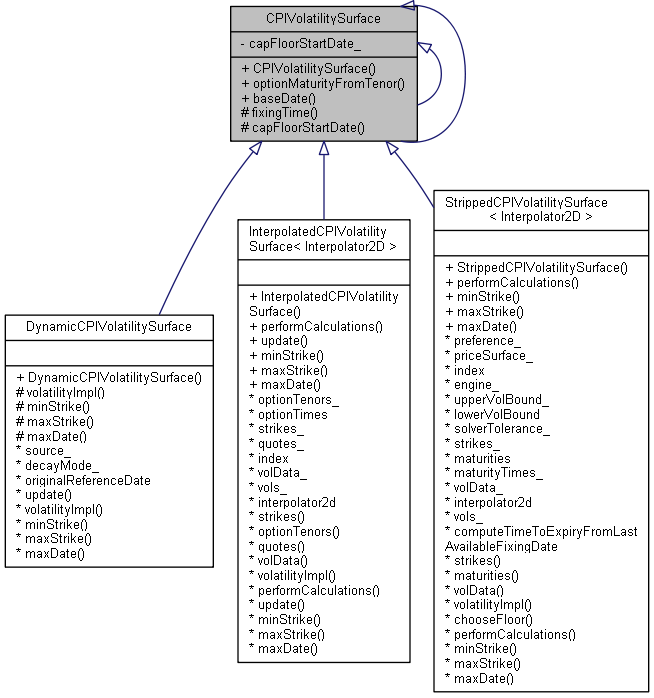 CPIVolatilitySurface
- capFloorStartDate_
+ CPIVolatilitySurface()
+ optionMaturityFromTenor()
+ baseDate()
# fixingTime()
# capFloorStartDate()
DynamicCPIVolatilitySurface
+ DynamicCPIVolatilitySurface()
# volatilityImpl()
# minStrike()
# maxStrike()
# maxDate()
* source_
* decayMode_
* originalReferenceDate
* update()
* volatilityImpl()
* minStrike()
* maxStrike()
* maxDate()
InterpolatedCPIVolatility
Surface< Interpolator2D >
+ InterpolatedCPIVolatility
Surface()
+ performCalculations()
+ update()
+ minStrike()
+ maxStrike()
+ maxDate()
* optionTenors_
* optionTimes
* strikes_
* quotes_
* index
* volData_
* vols_
* interpolator2d
* strikes()
* optionTenors()
* quotes()
* volData()
* volatilityImpl()
* performCalculations()
* update()
* minStrike()
* maxStrike()
* maxDate()
StrippedCPIVolatilitySurface
< Interpolator2D >
+ StrippedCPIVolatilitySurface()
+ performCalculations()
+ minStrike()
+ maxStrike()
+ maxDate()
* preference_
* priceSurface_
* index
* engine_
* upperVolBound_
* lowerVolBound
* solverTolerance_
* strikes_
* maturities
* maturityTimes_
* volData_
* interpolator2d
* vols_
* computeTimeToExpiryFromLast
AvailableFixingDate
* strikes()
* maturities()
* volData()
* volatilityImpl()
* chooseFloor()
* performCalculations()
* minStrike()
* maxStrike()
* maxDate()